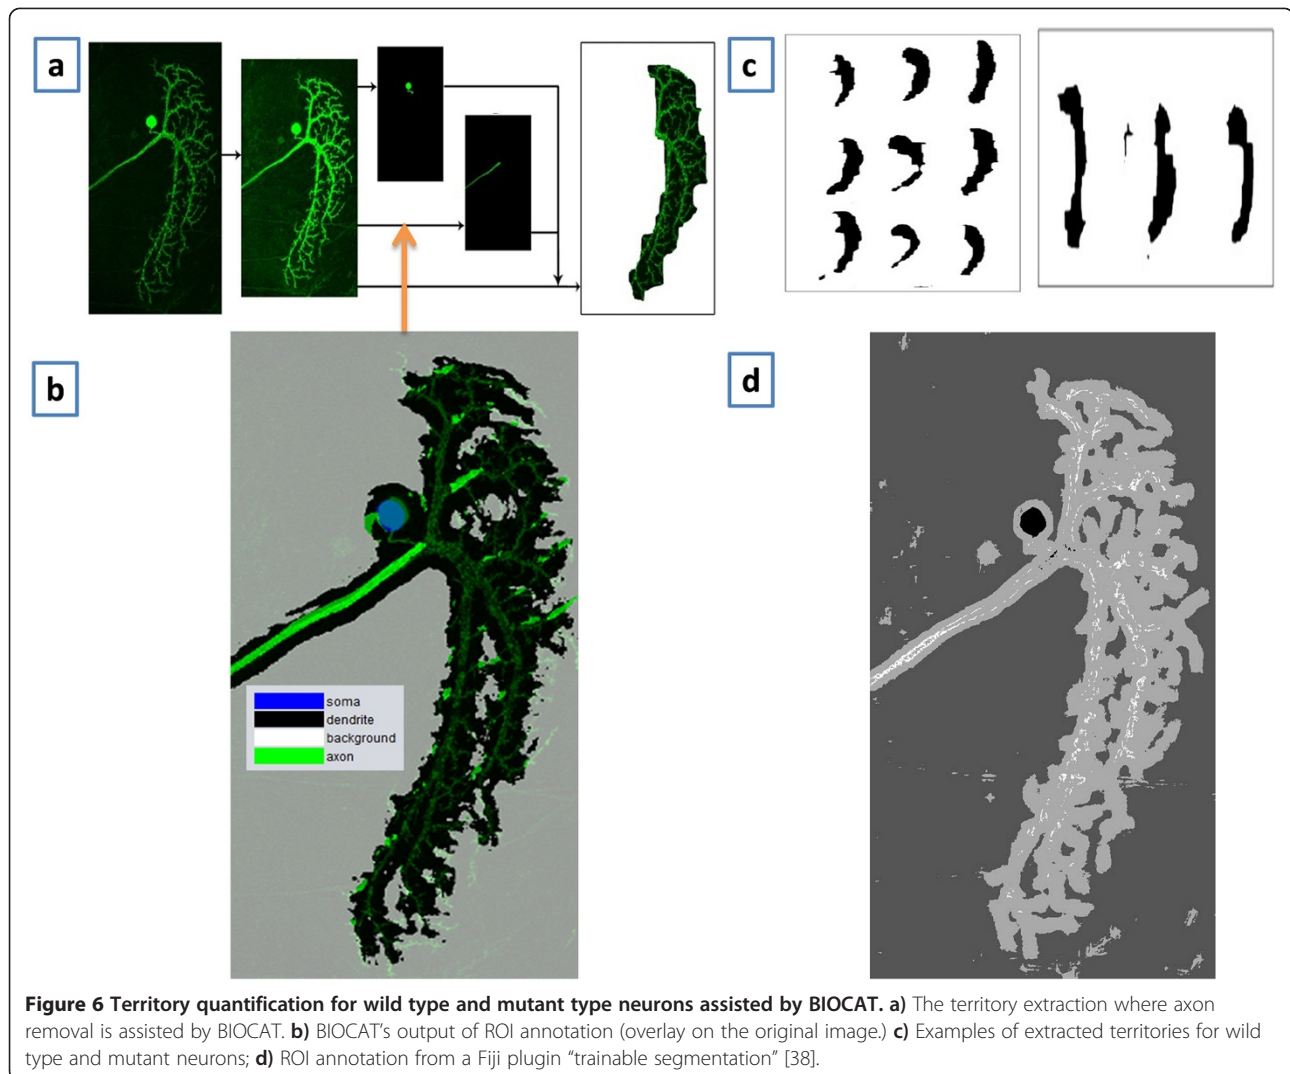 a
c
b
d
soma
dendrite
background
axon
Figure 6 Territory quantification for wild type and mutant type neurons assisted by BIOCAT. a) The territory extraction where axon
removal is assisted by BIOCAT. b) BIOCAT's output of ROI annotation (overlay on the original image.) c) Examples of extracted territories for wild
type and mutant neurons; d) ROI annotation from a Fiji plugin “trainable segmentation” [38].